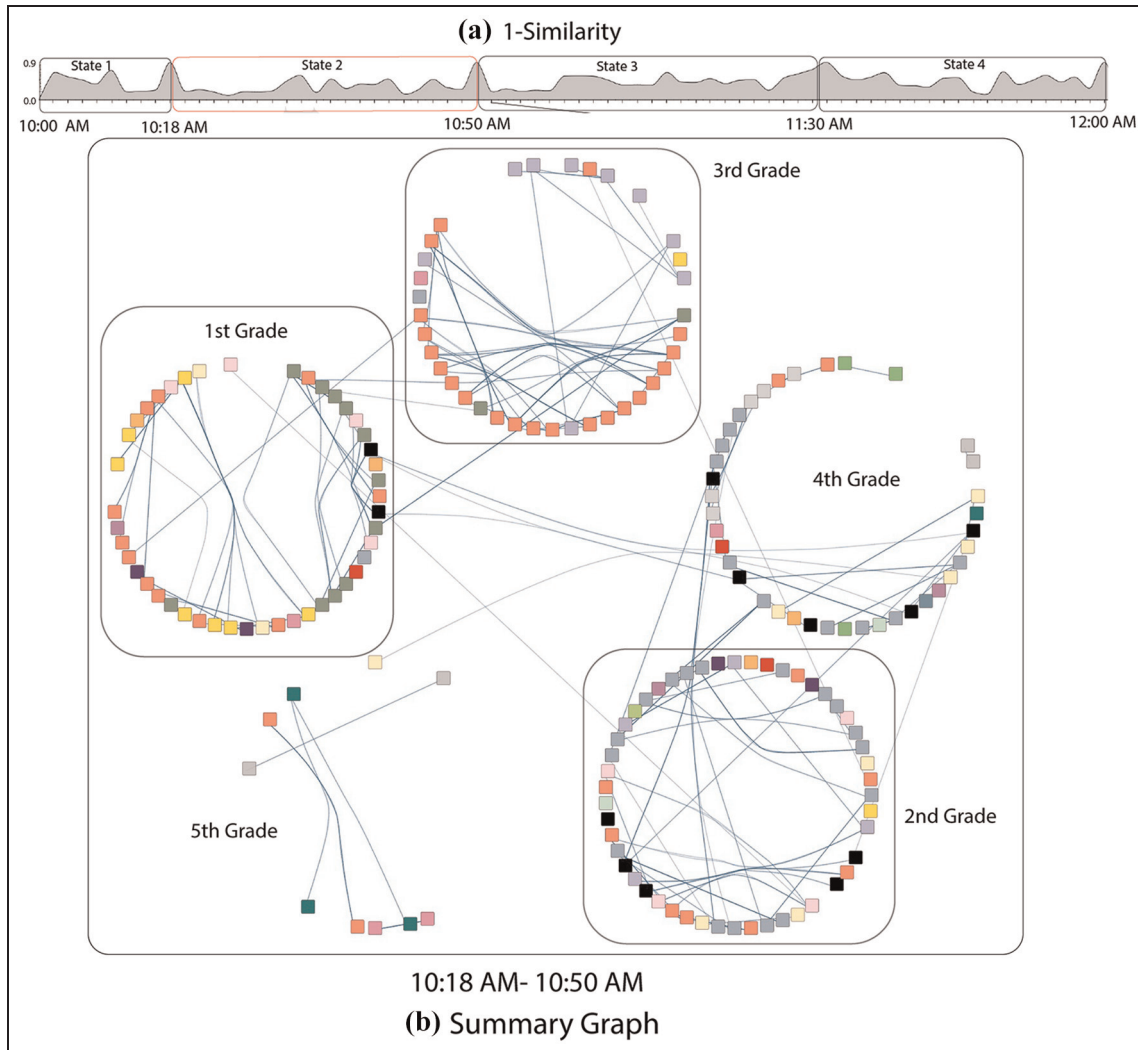 (a) 1-Similarity
0.9
State 1
State 2
State 3
State 4
0.0
10:00 AM
10:18 AM
10:50 AM
11:30 AM
12:00 AM
3rd Grade
1st Grade
4th Grade
5th Grade
2nd Grade
10:18 AM- 10:50 AM
(b) Summary Graph